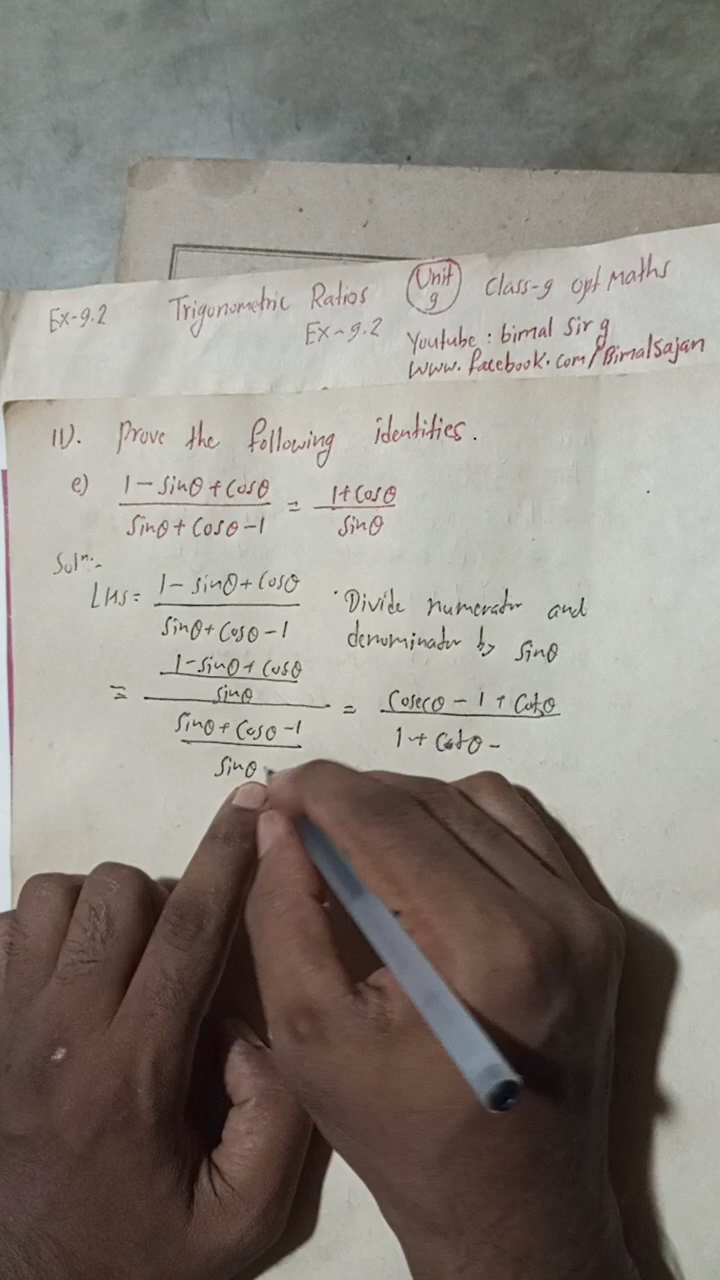 Ex-9.2 Trigonometric Ratios Unit 9 Class-9 opt Maths
Ex-9.2 Youtube : bimal Sir g
www.facebook.com/Bimalsajan
10. Prove the following identities.
e) (1 - sinθ + cosθ)/(sinθ + cosθ - 1) = (1 + cosθ)/sinθ
Solⁿ:-
LHS = (1 - sinθ + cosθ)/(sinθ + cosθ - 1) Divide numerator and
denominator by sinθ
= ((1 - sinθ + cosθ)/sinθ)/((sinθ + cosθ - 1)/sinθ) = (cosecθ - 1 + cotθ)/(1 + cotθ -